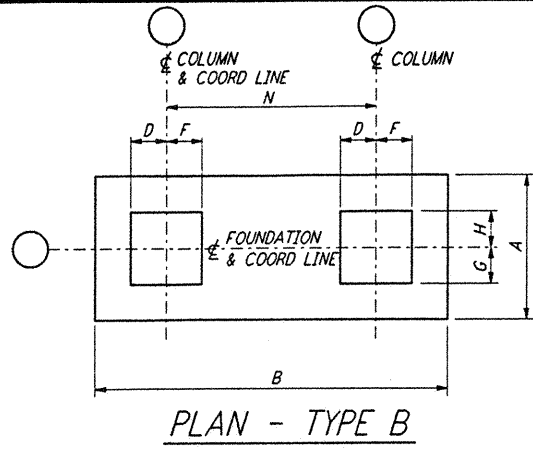 ℄ COLUMN
& COORD LINE
℄ COLUMN
N
D F
D F
℄ FOUNDATION
& COORD LINE
H
G
A
B
PLAN - TYPE B